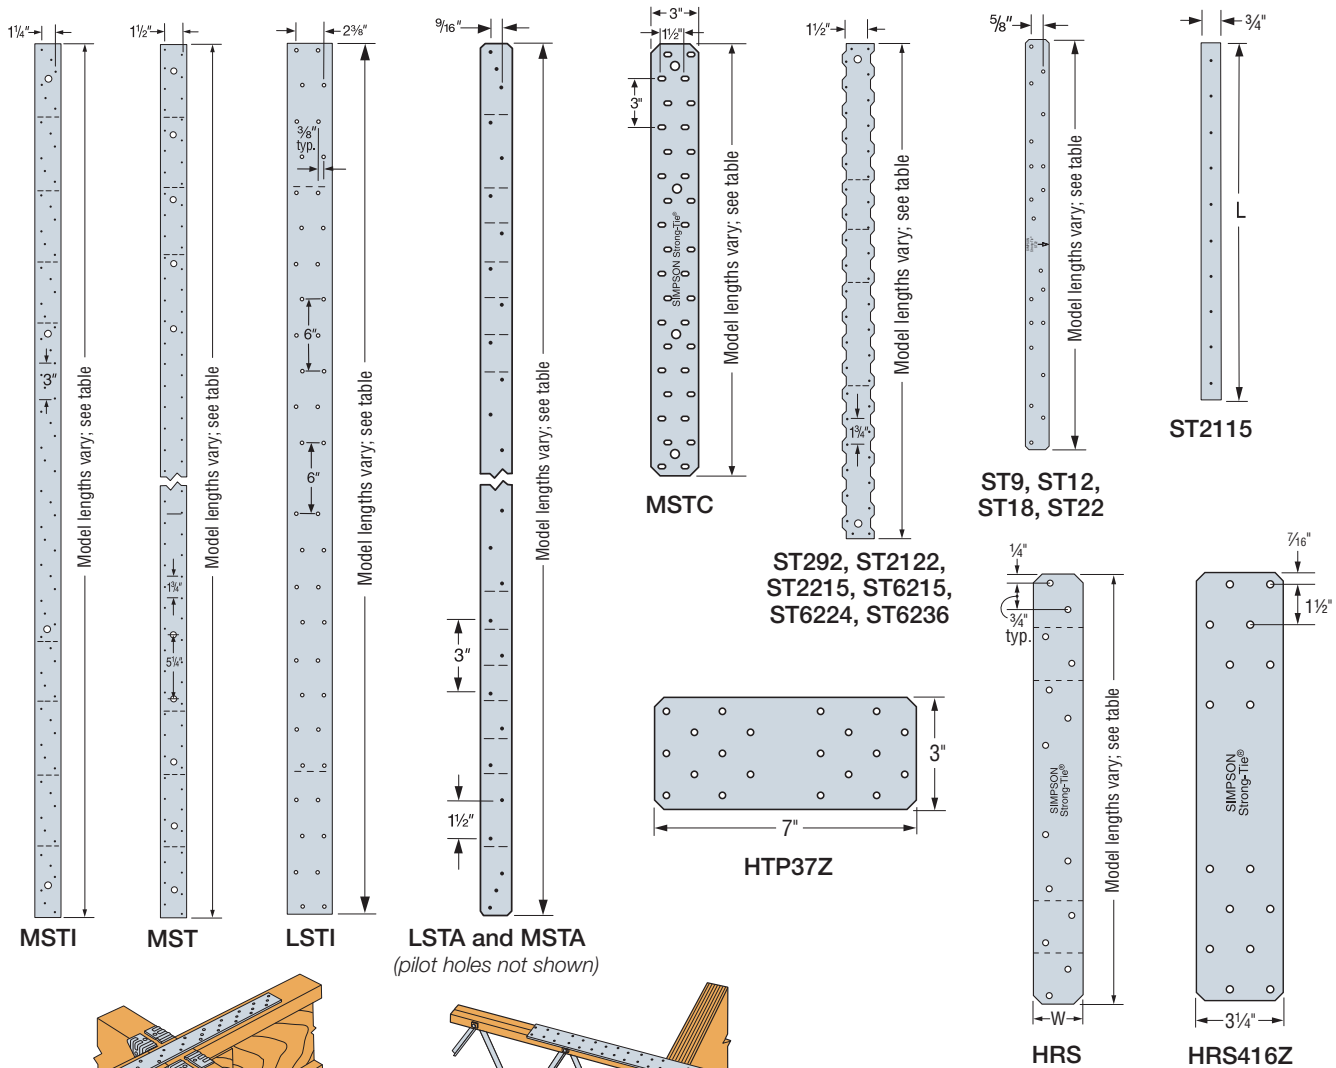 1¼"
1½"
2⅜"
9/16"
3"
1½"
1½"
⅝"
¾"
3"
⅜"
typ.
SIMPSON Strong-Tie®
Model lengths vary; see table
Model lengths vary; see table
Model lengths vary; see table
L
6"
3"
6"
Model lengths vary; see table
Model lengths vary; see table
Model lengths vary; see table
Model lengths vary; see table
1¾"
ST2115
MSTC
ST9, ST12,
ST18, ST22
ST292, ST2122,
ST2215, ST6215,
ST6224, ST6236
1¾"
5¼"
3"
1½"
¼"
¾"
typ.
7/16"
1½"
3"
7"
HTP37Z
SIMPSON
Strong-Tie®
Model lengths vary; see table
SIMPSON
Strong-Tie®
MSTI
MST
LSTI
LSTA and MSTA
(pilot holes not shown)
W
3¼"
HRS
HRS416Z